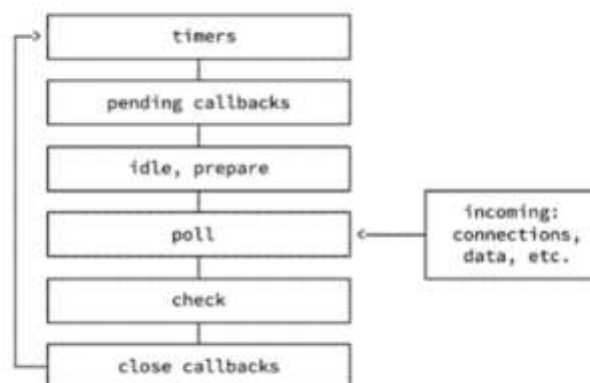 timers
pending callbacks
idle, prepare
poll
incoming:
connections,
data, etc.
check
close callbacks